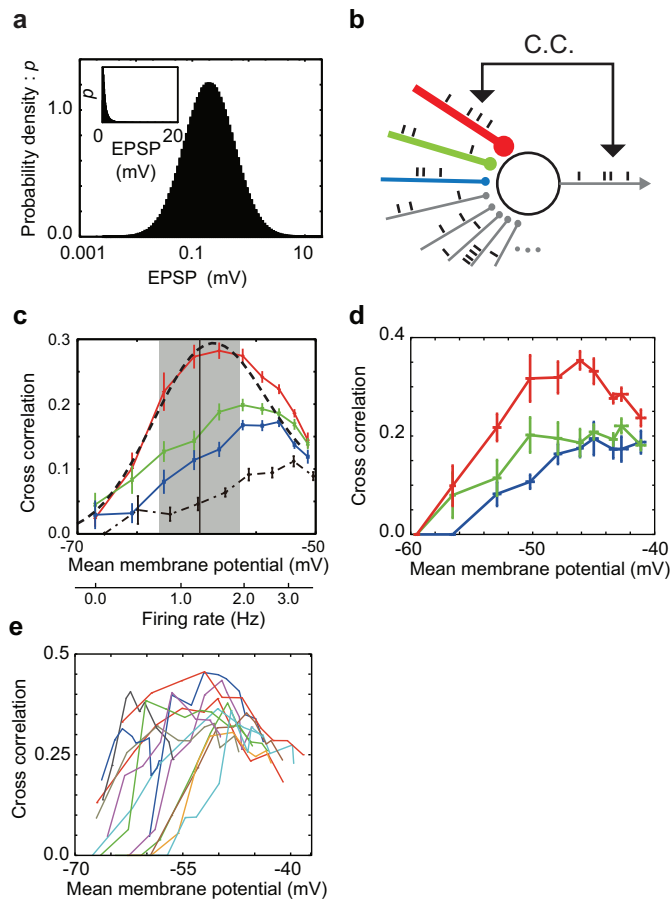 a
Probability density : p
1.0
0.0
p
0
20
EPSP
(mV)
0.001
0.1
10
EPSP (mV)
b
C.C.
c
Cross correlation
0.3
0.2
0.1
0.0
-70
-50
Mean membrane potential (mV)
0.0
1.0
2.0
3.0
Firing rate (Hz)
d
Cross correlation
0.4
0.2
0.0
-60
-50
-40
Mean membrane potential (mV)
e
Cross correlation
0.5
0.25
0.0
-70
-55
-40
Mean membrane potential (mV)